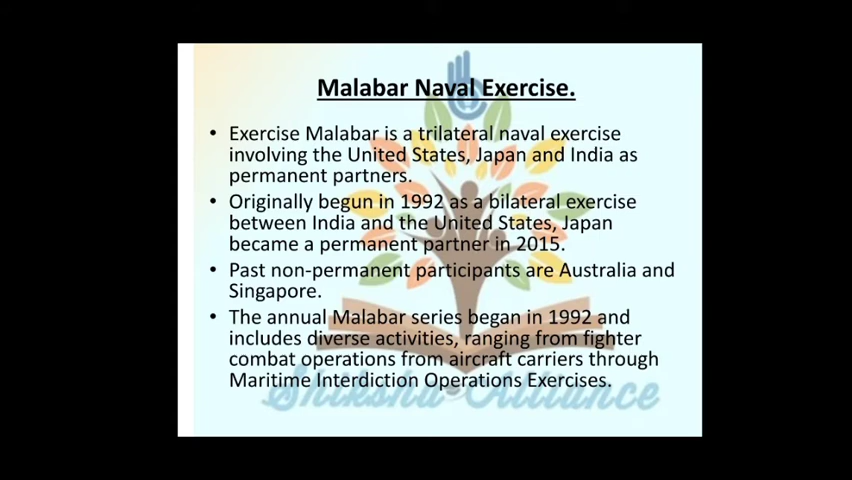 Malabar Naval Exercise.
• Exercise Malabar is a trilateral naval exercise
involving the United States, Japan and India as
permanent partners.
• Originally begun in 1992 as a bilateral exercise
between India and the United States, Japan
became a permanent partner in 2015.
• Past non-permanent participants are Australia and
Singapore.
• The annual Malabar series began in 1992 and
includes diverse activities, ranging from fighter
combat operations from aircraft carriers through
Maritime Interdiction Operations Exercises.
Shiksha Alliance